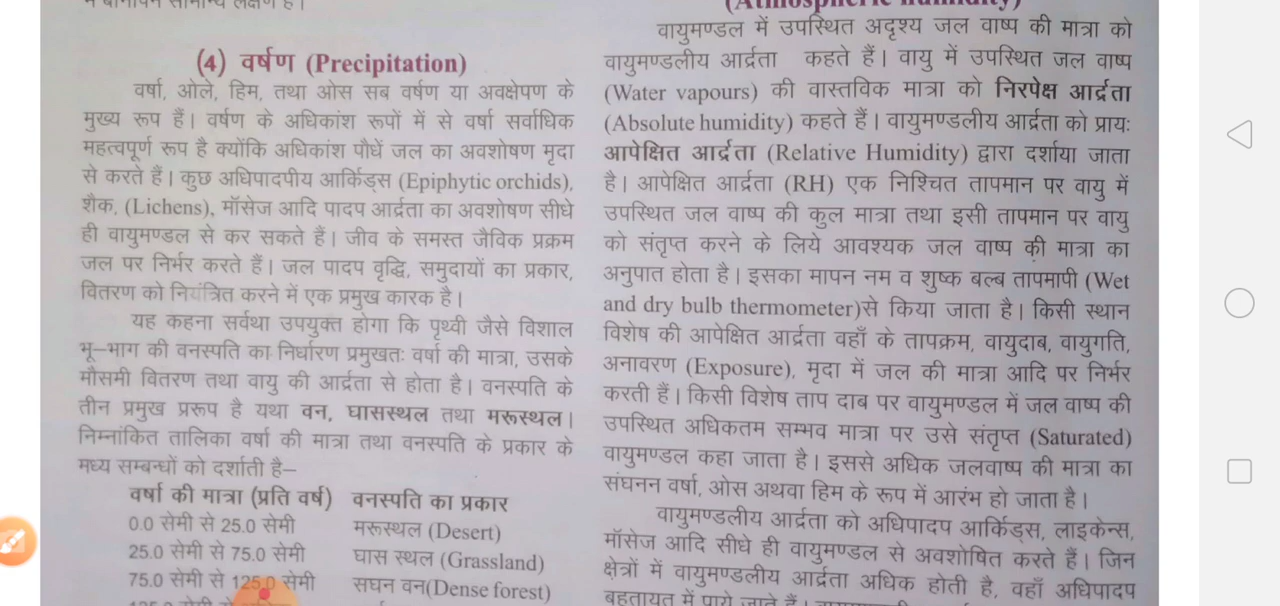 (4) वर्षण (Precipitation)
वर्षा, ओले, हिम, तथा ओस सब वर्षण या अवक्षेपण के
मुख्य रूप हैं। वर्षण के अधिकांश रूपों में से वर्षा सर्वाधिक
महत्वपूर्ण रूप है क्योंकि अधिकांश पौधें जल का अवशोषण मृदा
से करते हैं। कुछ अधिपादपीय आर्किड्स (Epiphytic orchids),
शैक, (Lichens), मॉसेज आदि पादप आर्द्रता का अवशोषण सीधे
ही वायुमण्डल से कर सकते हैं। जीव के समस्त जैविक प्रक्रम
जल पर निर्भर करते हैं। जल पादप वृद्धि, समुदायों का प्रकार,
वितरण को नियंत्रित करने में एक प्रमुख कारक है।
यह कहना सर्वथा उपयुक्त होगा कि पृथ्वी जैसे विशाल
भू–भाग की वनस्पति का निर्धारण प्रमुखतः वर्षा की मात्रा, उसके
मौसमी वितरण तथा वायु की आर्द्रता से होता है। वनस्पति के
तीन प्रमुख प्ररूप है यथा वन, घासस्थल तथा मरूस्थल।
निम्नांकित तालिका वर्षा की मात्रा तथा वनस्पति के प्रकार के
मध्य सम्बन्धों को दर्शाती है–
वर्षा की मात्रा (प्रति वर्ष) वनस्पति का प्रकार
0.0 सेमी से 25.0 सेमी मरूस्थल (Desert)
25.0 सेमी से 75.0 सेमी घास स्थल (Grassland)
75.0 सेमी से 125.0 सेमी सघन वन(Dense forest)
(Atmospheric humidity)
वायुमण्डल में उपस्थित अदृश्य जल वाष्प की मात्रा को
वायुमण्डलीय आर्द्रता कहते हैं। वायु में उपस्थित जल वाष्प
(Water vapours) की वास्तविक मात्रा को निरपेक्ष आर्द्रता
(Absolute humidity) कहते हैं। वायुमण्डलीय आर्द्रता को प्रायः
आपेक्षित आर्द्रता (Relative Humidity) द्वारा दर्शाया जाता
है। आपेक्षित आर्द्रता (RH) एक निश्चित तापमान पर वायु में
उपस्थित जल वाष्प की कुल मात्रा तथा इसी तापमान पर वायु
को संतृप्त करने के लिये आवश्यक जल वाष्प की मात्रा का
अनुपात होता है। इसका मापन नम व शुष्क बल्ब तापमापी (Wet
and dry bulb thermometer)से किया जाता है। किसी स्थान
विशेष की आपेक्षित आर्द्रता वहाँ के तापक्रम, वायुदाब, वायुगति,
अनावरण (Exposure), मृदा में जल की मात्रा आदि पर निर्भर
करती हैं। किसी विशेष ताप दाब पर वायुमण्डल में जल वाष्प की
उपस्थित अधिकतम सम्भव मात्रा पर उसे संतृप्त (Saturated)
वायुमण्डल कहा जाता है। इससे अधिक जलवाष्प की मात्रा का
संघनन वर्षा, ओस अथवा हिम के रूप में आरंभ हो जाता है।
वायुमण्डलीय आर्द्रता को अधिपादप आर्किड्स, लाइकेन्स,
मॉसेज आदि सीधे ही वायुमण्डल से अवशोषित करते हैं। जिन
क्षेत्रों में वायुमण्डलीय आर्द्रता अधिक होती है, वहाँ अधिपादप
बहुतायत में पाये जाते हैं।